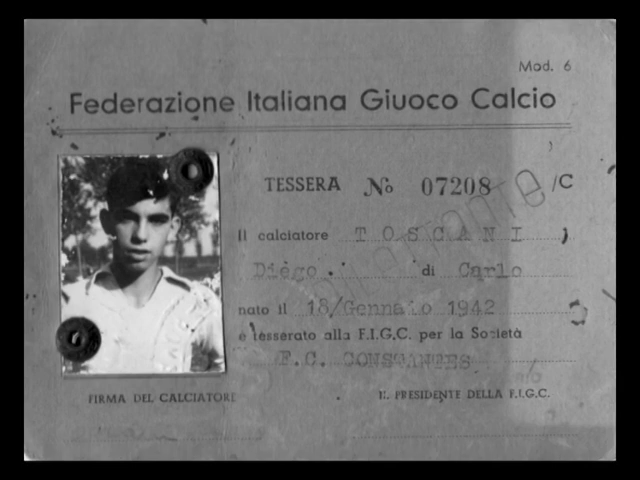 Mod. 6
Federazione Italiana Giuoco Calcio
TESSERA No 07208 /C
Il calciatore TOSCANI
Diego. di Carlo
nato il 18/Gennaio 1942
è tesserato alla F.I.G.C. per la Società
F.C. CONSTANTES
FIRMA DEL CALCIATORE IL PRESIDENTE DELLA F.I.G.C.